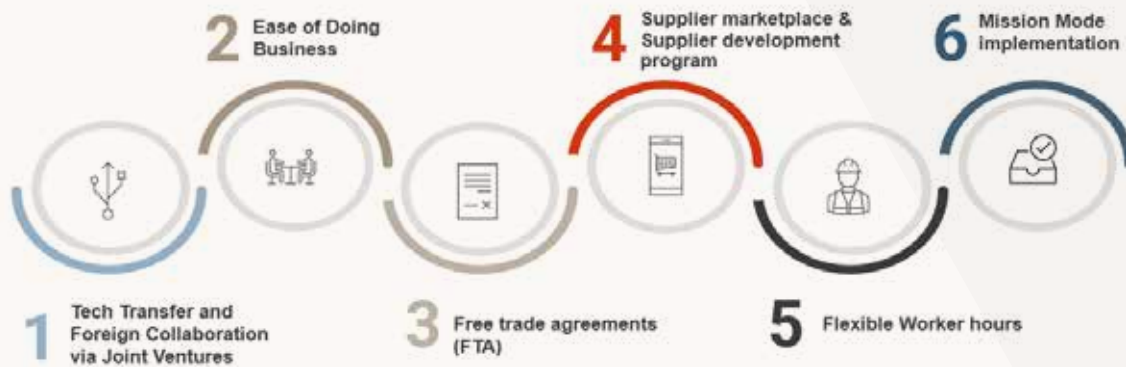 1
Tech Transfer and
Foreign Collaboration
via Joint Ventures
2
Ease of Doing
Business
3
Free trade agreements
(FTA)
4
Supplier marketplace &
Supplier development
program
5
Flexible Worker hours
6
Mission Mode
implementation